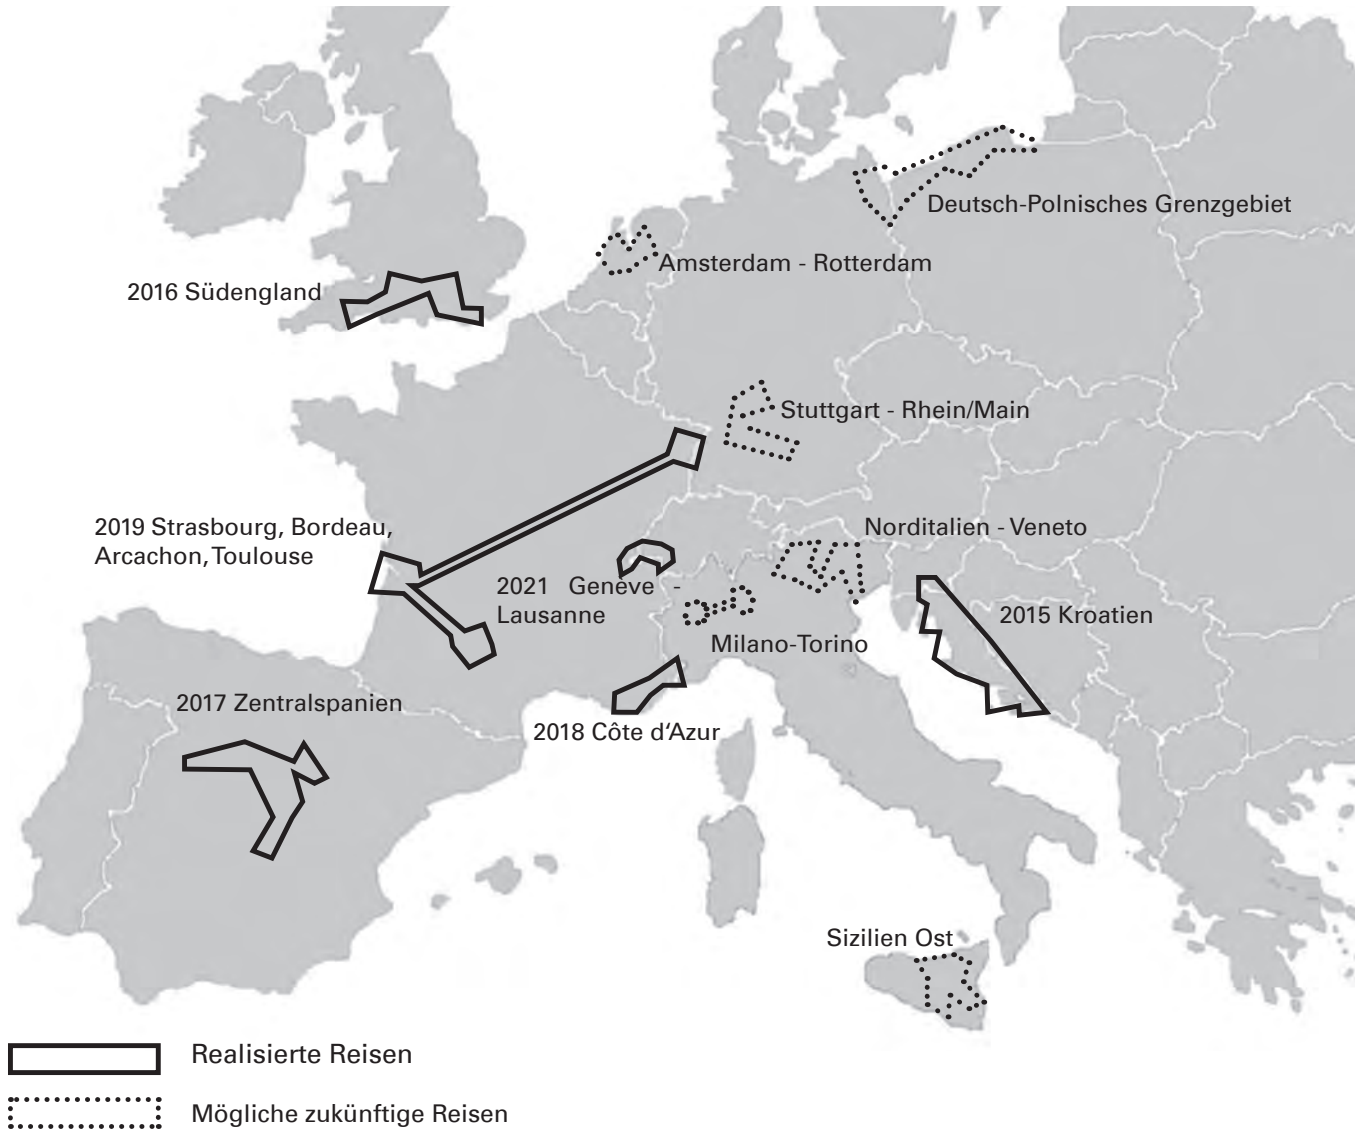 Deutsch-Polnisches Grenzgebiet
Amsterdam - Rotterdam
2016 Südengland
Stuttgart - Rhein/Main
2019 Strasbourg, Bordeau,
Arcachon, Toulouse
Norditalien - Veneto
2021 Genève -
Lausanne
2015 Kroatien
Milano-Torino
2017 Zentralspanien
2018 Côte d'Azur
Sizilien Ost
Realisierte Reisen
Mögliche zukünftige Reisen